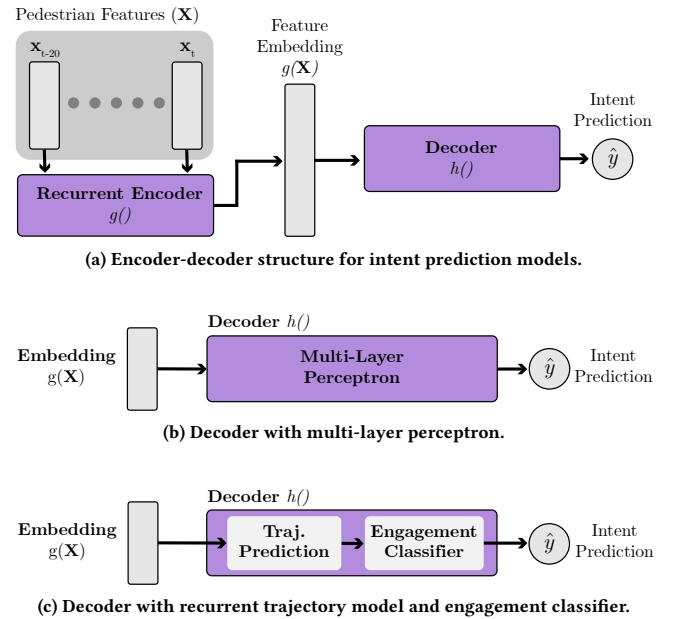 Pedestrian Features (X)
x_{t-20}
x_t
Recurrent Encoder
g()
Feature
Embedding
g(X)
Decoder
h()
Intent
Prediction
ŷ
(a) Encoder-decoder structure for intent prediction models.
Decoder h()
Embedding
g(X)
Multi-Layer
Perceptron
ŷ
Intent
Prediction
(b) Decoder with multi-layer perceptron.
Decoder h()
Embedding
g(X)
Traj.
Prediction
Engagement
Classifier
ŷ
Intent
Prediction
(c) Decoder with recurrent trajectory model and engagement classifier.